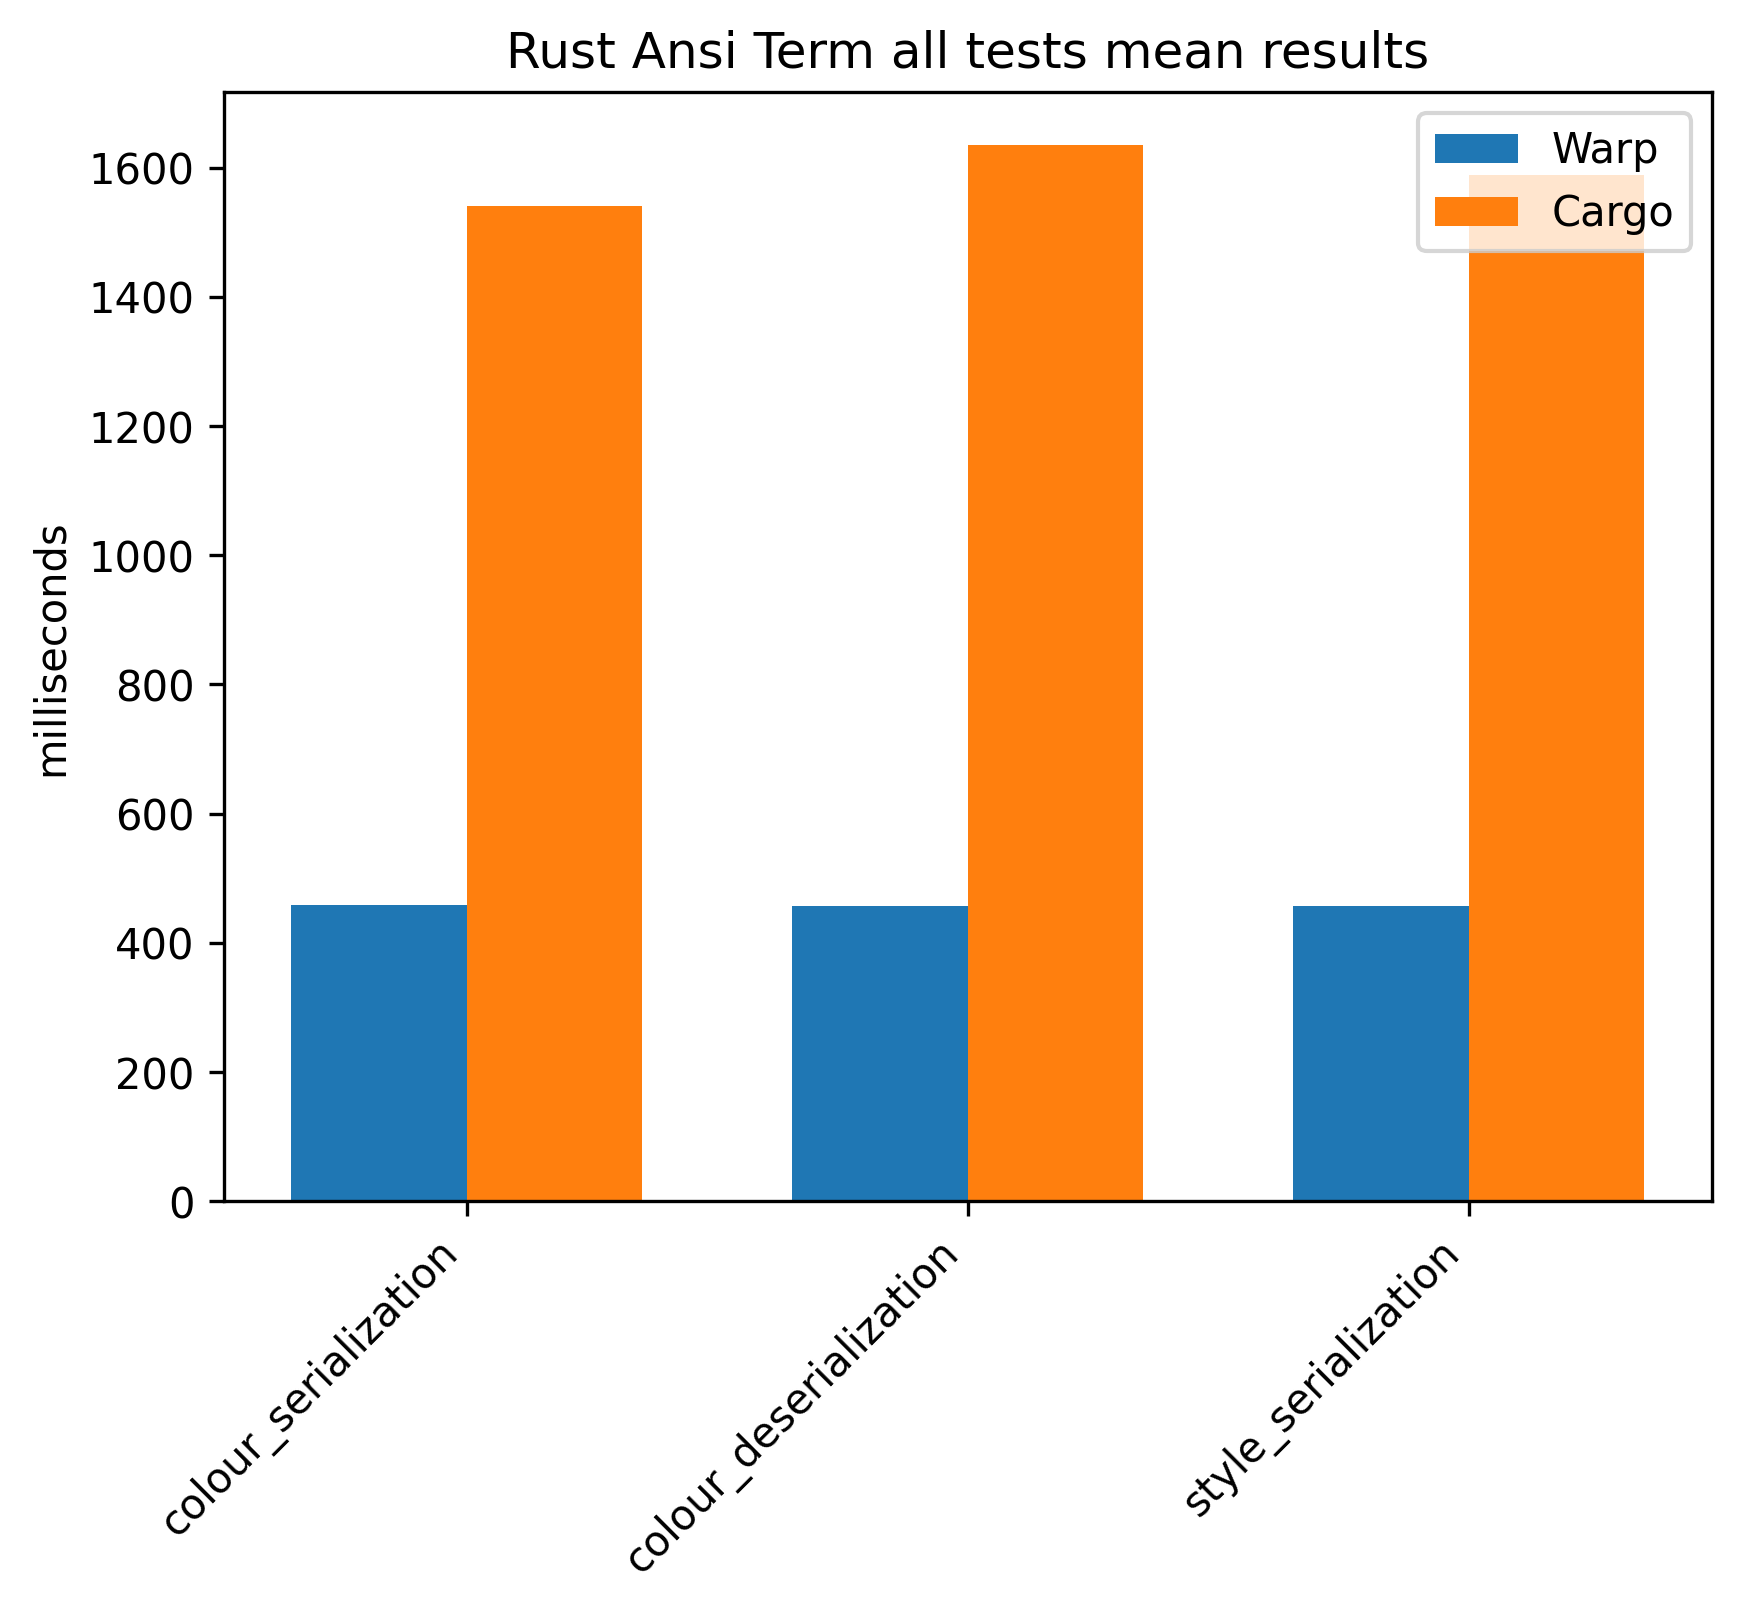 Rust Ansi Term all tests mean results
Warp
Cargo
milliseconds
1600
1400
1200
1000
800
600
400
200
0
colour_serialization
colour_deserialization
style_serialization